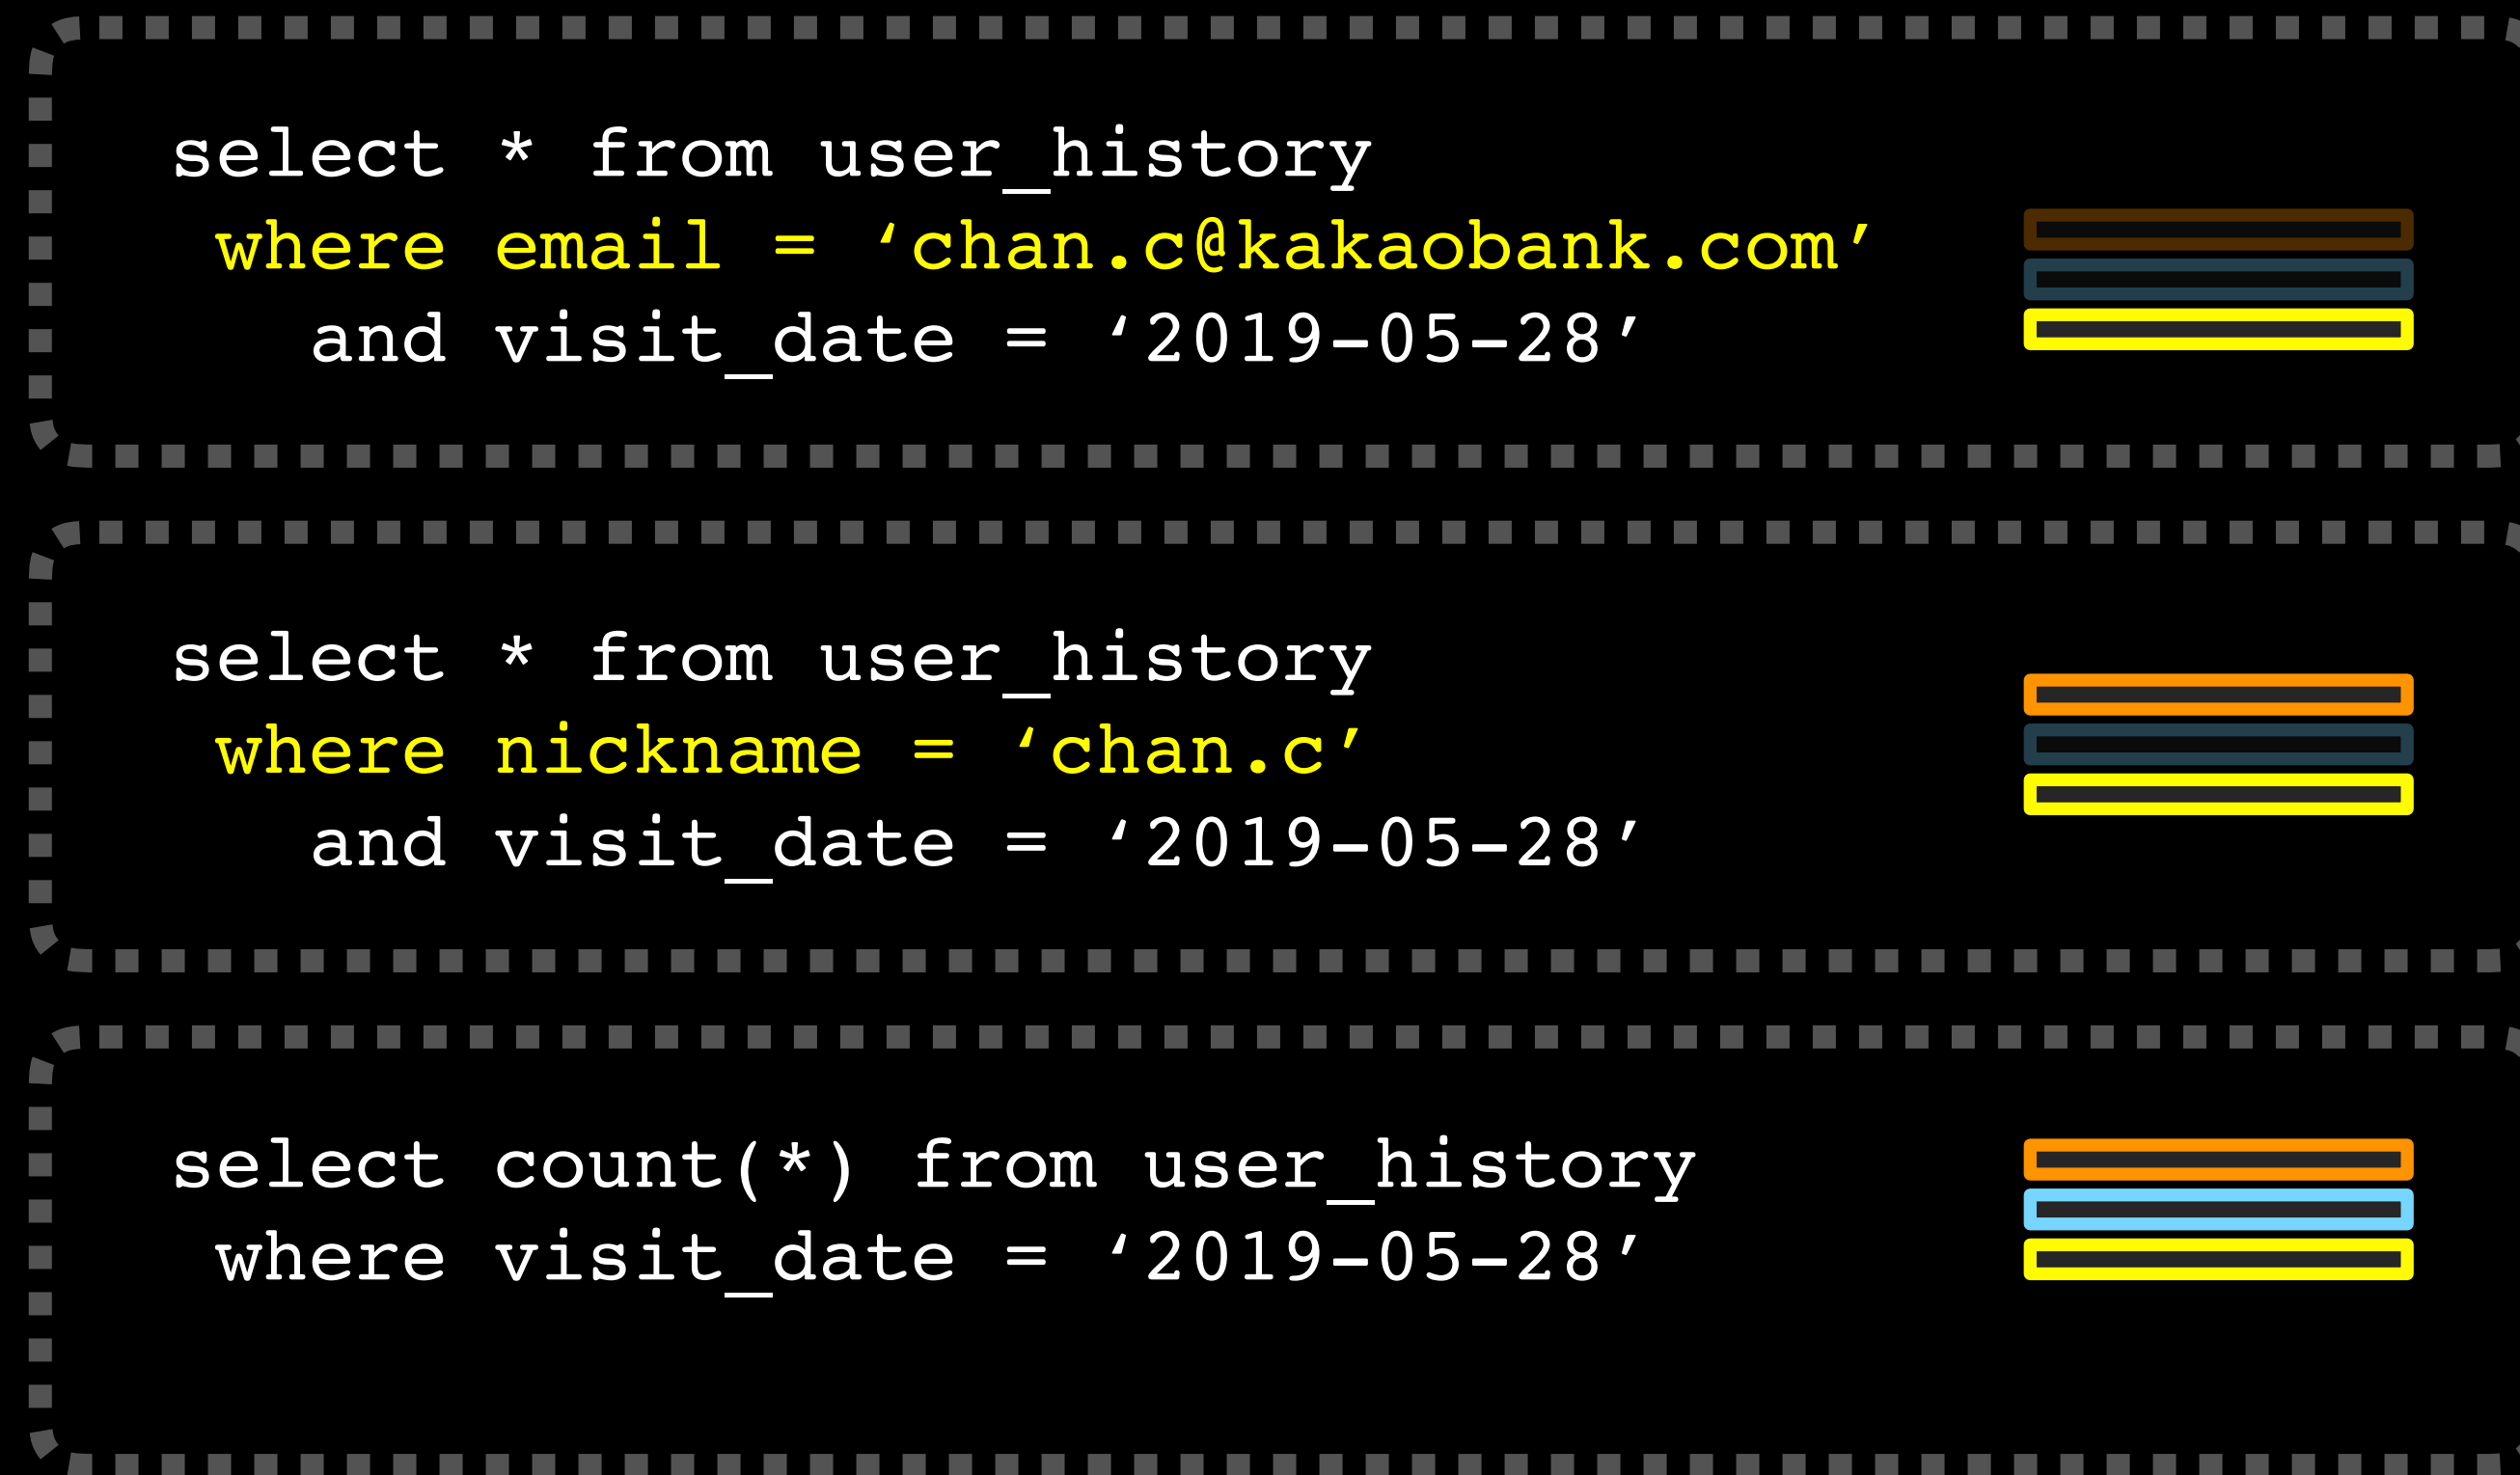 select * from user_history
where email = ‘chan.c@kakaobank.com’
and visit_date = ‘2019-05-28’
select * from user_history
where nickname = ‘chan.c’
and visit_date = ‘2019-05-28’
select count(*) from user_history
where visit_date = ‘2019-05-28’